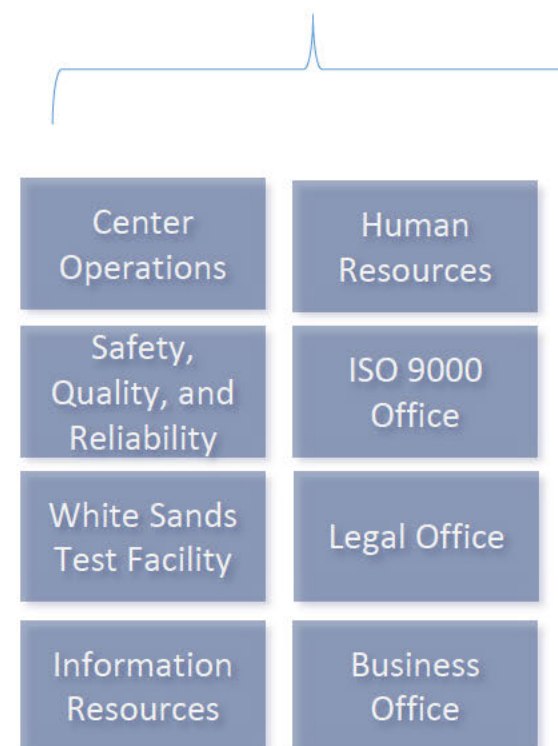 Center
Operations
Human
Resources
Safety,
Quality, and
Reliability
ISO 9000
Office
White Sands
Test Facility
Legal Office
Information
Resources
Business
Office